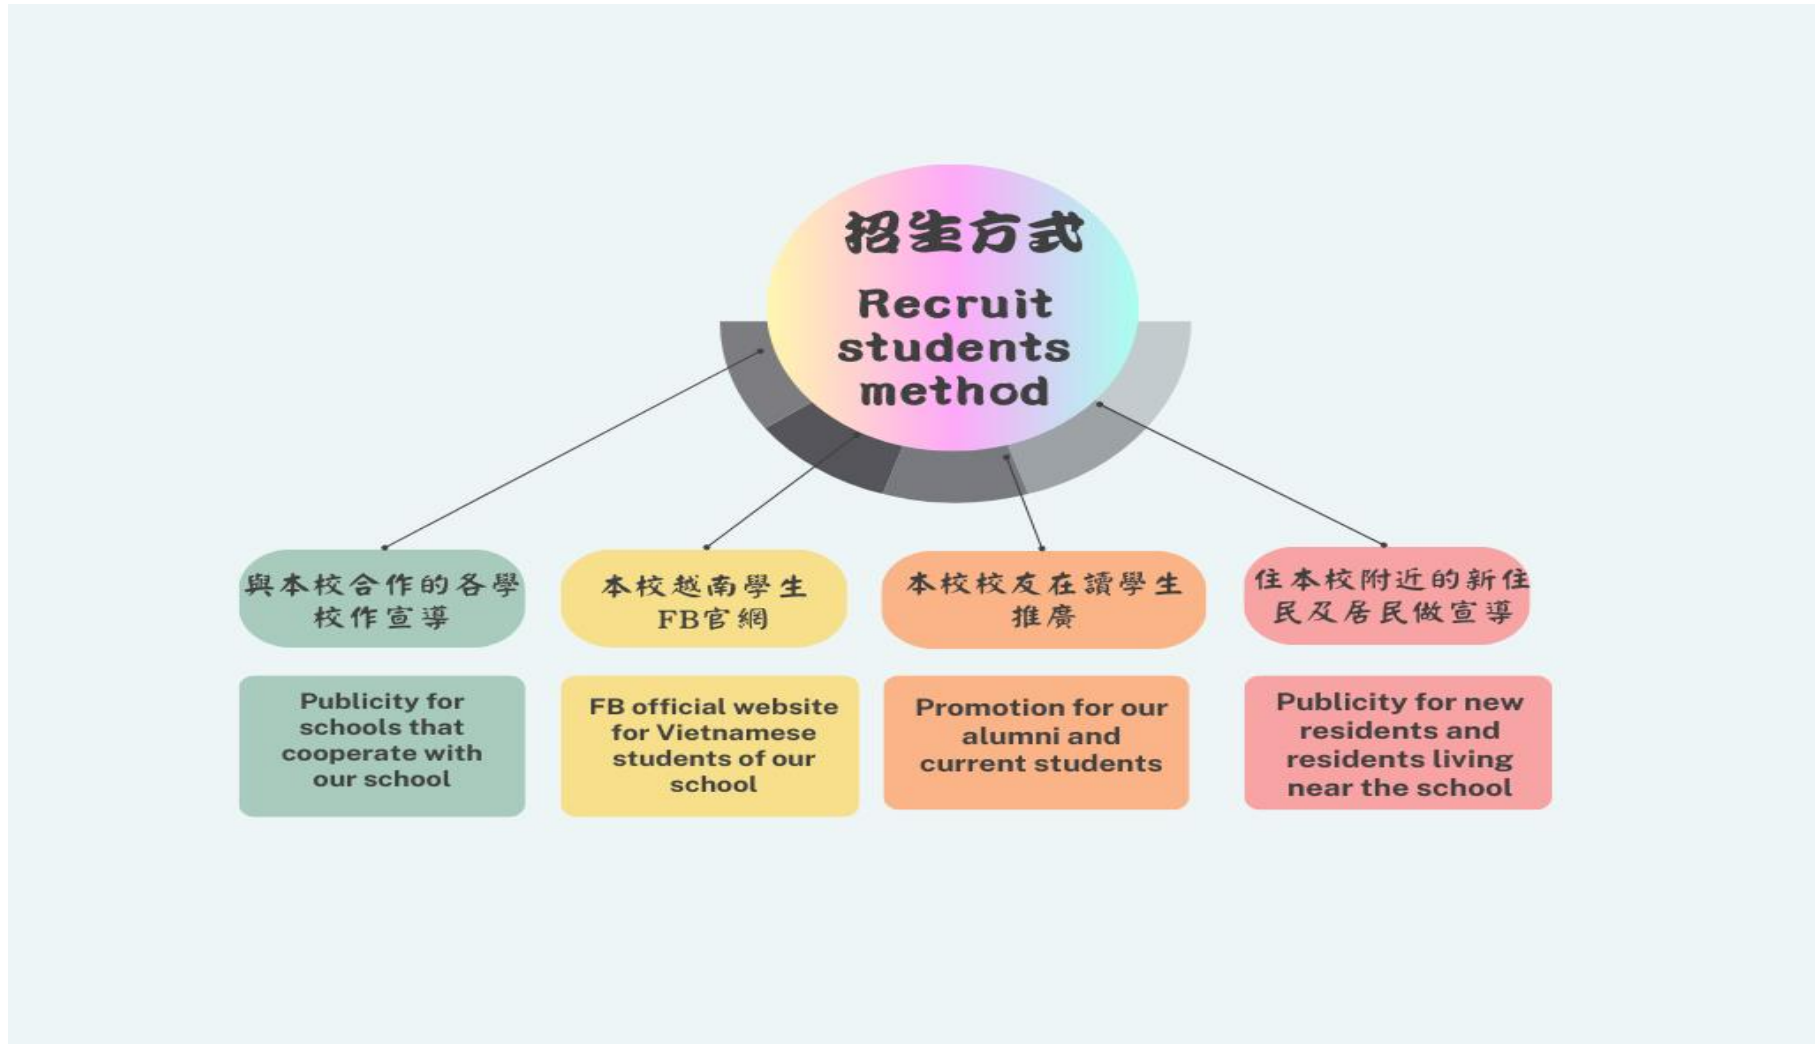 招生方式
Recruit
students
method
與本校合作的各學
校作宣導
Publicity for
schools that
cooperate with
our school
本校越南學生
FB官網
FB official website
for Vietnamese
students of our
school
本校校友在讀學生
推廣
Promotion for our
alumni and
current students
住本校附近的新住
民及居民做宣導
Publicity for new
residents and
residents living
near the school